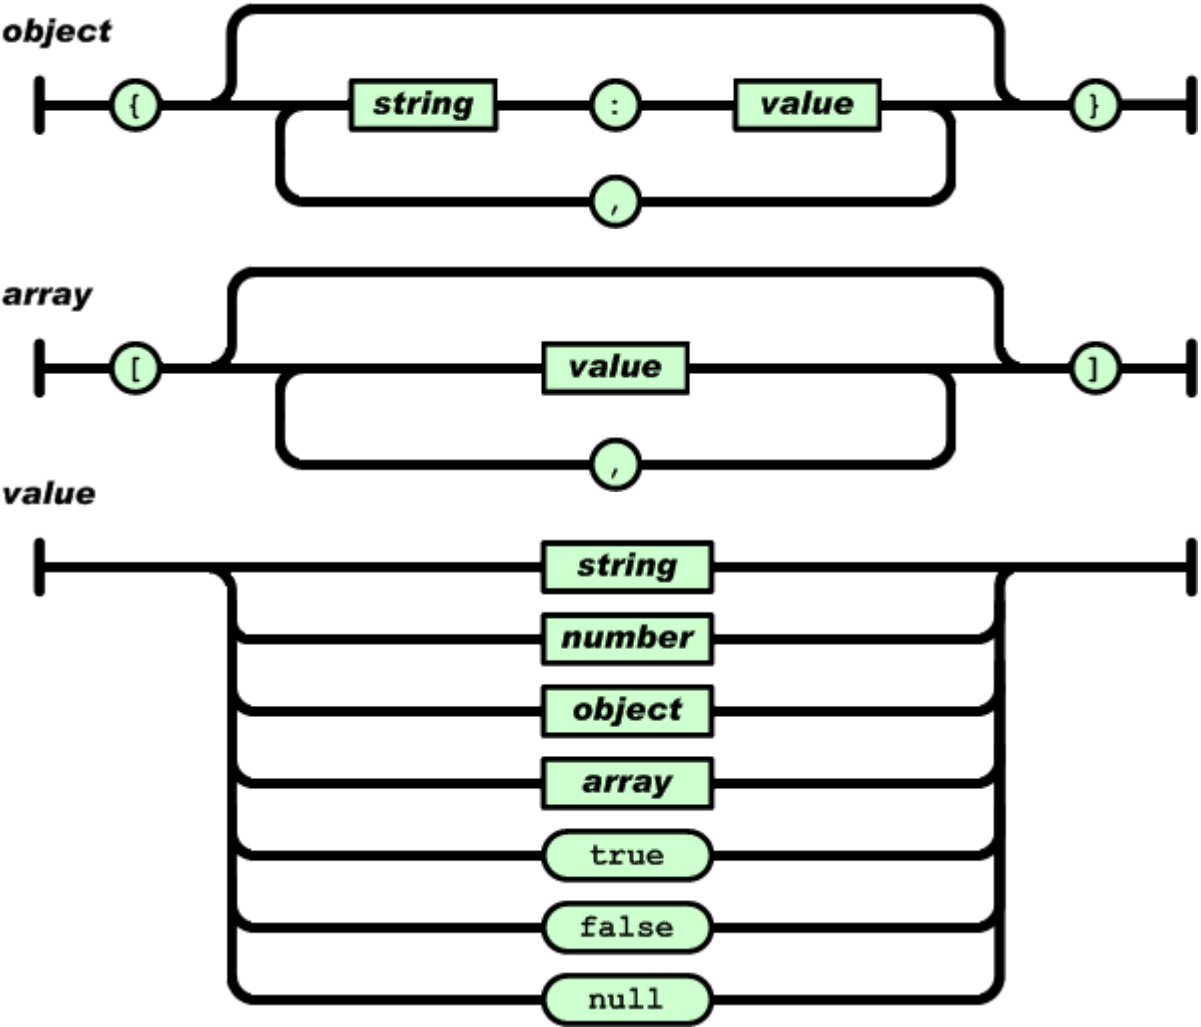 object
{ string : value }
,
array
[ value ]
,
value
string
number
object
array
true
false
null